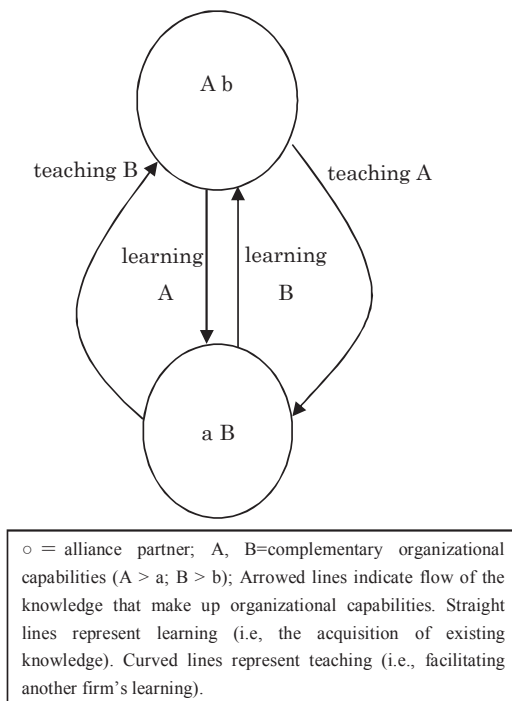 A b
teaching B
teaching A
learning
A
learning
B
a B
○ = alliance partner; A, B=complementary organizational
capabilities (A > a; B > b); Arrowed lines indicate flow of the
knowledge that make up organizational capabilities. Straight
lines represent learning (i.e, the acquisition of existing
knowledge). Curved lines represent teaching (i.e., facilitating
another firm's learning).